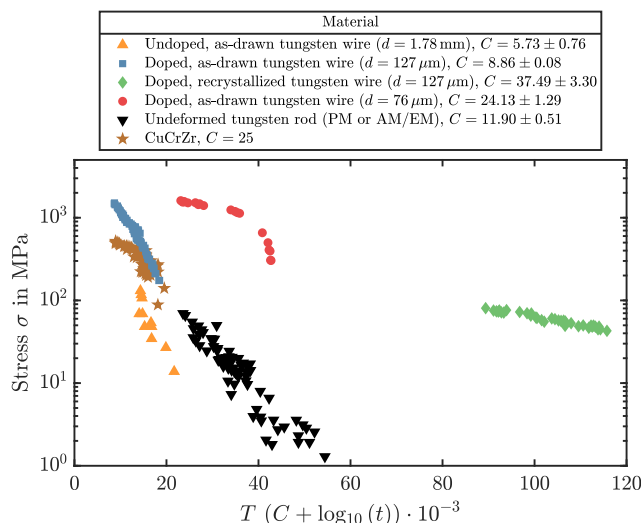 Material
Undoped, as-drawn tungsten wire (d = 1.78 mm), C = 5.73 ± 0.76
Doped, as-drawn tungsten wire (d = 127 μm), C = 8.86 ± 0.08
Doped, recrystallized tungsten wire (d = 127 μm), C = 37.49 ± 3.30
Doped, as-drawn tungsten wire (d = 76 μm), C = 24.13 ± 1.29
Undeformed tungsten rod (PM or AM/EM), C = 11.90 ± 0.51
CuCrZr, C = 25
10³
10²
10¹
10⁰
Stress σ in MPa
0 20 40 60 80 100 120
T (C + log₁₀ (t)) · 10⁻³